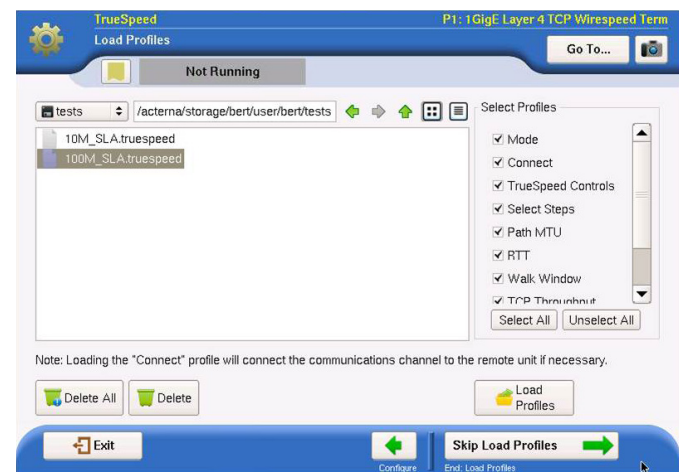 TrueSpeed
P1: 1GigE Layer 4 TCP Wirespeed Term
Load Profiles
Go To...
Not Running
tests
/acterna/storage/bert/user/bert/tests
Select Profiles
10M_SLA.truespeed
100M_SLA.truespeed
Mode
Connect
TrueSpeed Controls
Select Steps
Path MTU
RTT
Walk Window
TCP Throughput
Select All
Unselect All
Note: Loading the "Connect" profile will connect the communications channel to the remote unit if necessary.
Delete All
Delete
Load
Profiles
Exit
Skip Load Profiles
Configure
End: Load Profiles